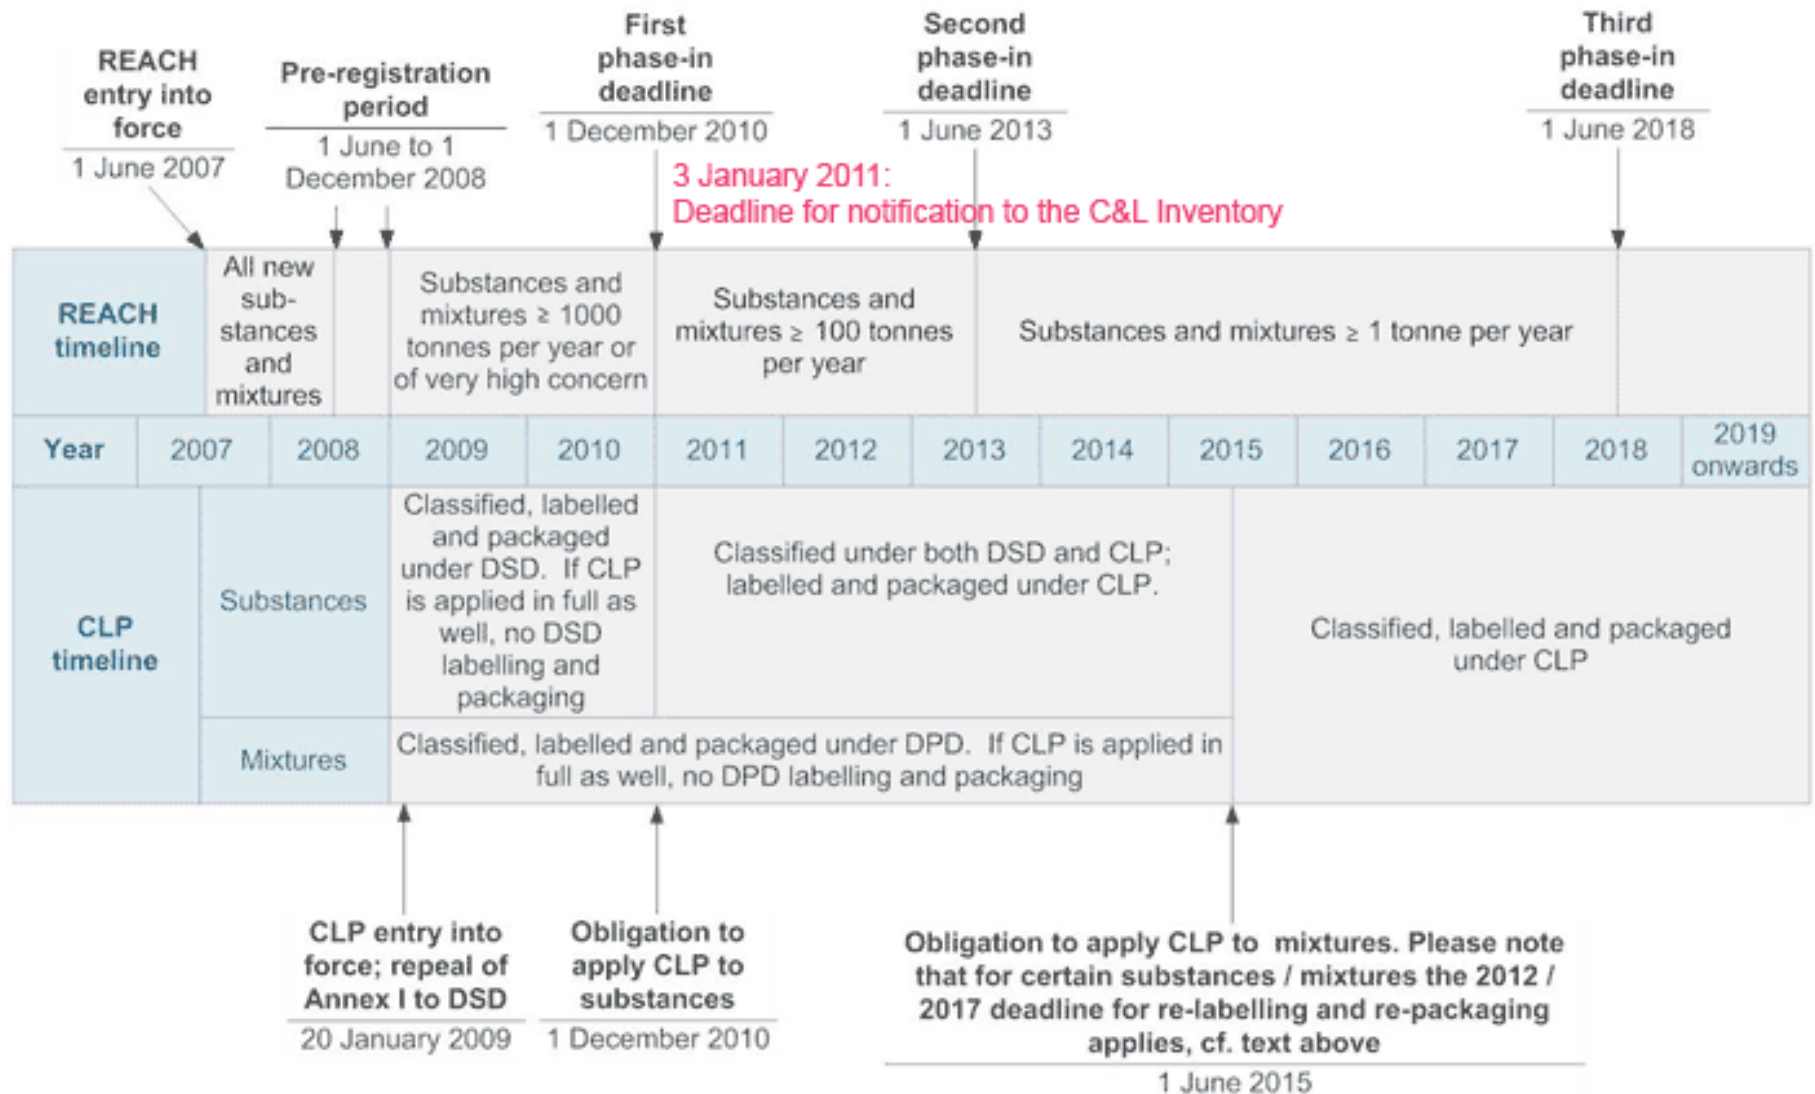 REACH
entry into
force
1 June 2007
Pre-registration
period
1 June to 1
December 2008
First
phase-in
deadline
1 December 2010
Second
phase-in
deadline
1 June 2013
Third
phase-in
deadline
1 June 2018
3 January 2011:
Deadline for notification to the C&L Inventory
REACH
timeline
All new
sub-
stances
and
mixtures
Substances and
mixtures ≥ 1000
tonnes per year or
of very high concern
Substances and
mixtures ≥ 100 tonnes
per year
Substances and mixtures ≥ 1 tonne per year
Year
2007
2008
2009
2010
2011
2012
2013
2014
2015
2016
2017
2018
2019
onwards
CLP
timeline
Substances
Classified, labelled
and packaged
under DSD. If CLP
is applied in full as
well, no DSD
labelling and
packaging
Classified under both DSD and CLP;
labelled and packaged under CLP.
Classified, labelled and packaged
under CLP
Mixtures
Classified, labelled and packaged under DPD. If CLP is applied in
full as well, no DPD labelling and packaging
CLP entry into
force; repeal of
Annex I to DSD
20 January 2009
Obligation to
apply CLP to
substances
1 December 2010
Obligation to apply CLP to mixtures. Please note
that for certain substances / mixtures the 2012 /
2017 deadline for re-labelling and re-packaging
applies, cf. text above
1 June 2015